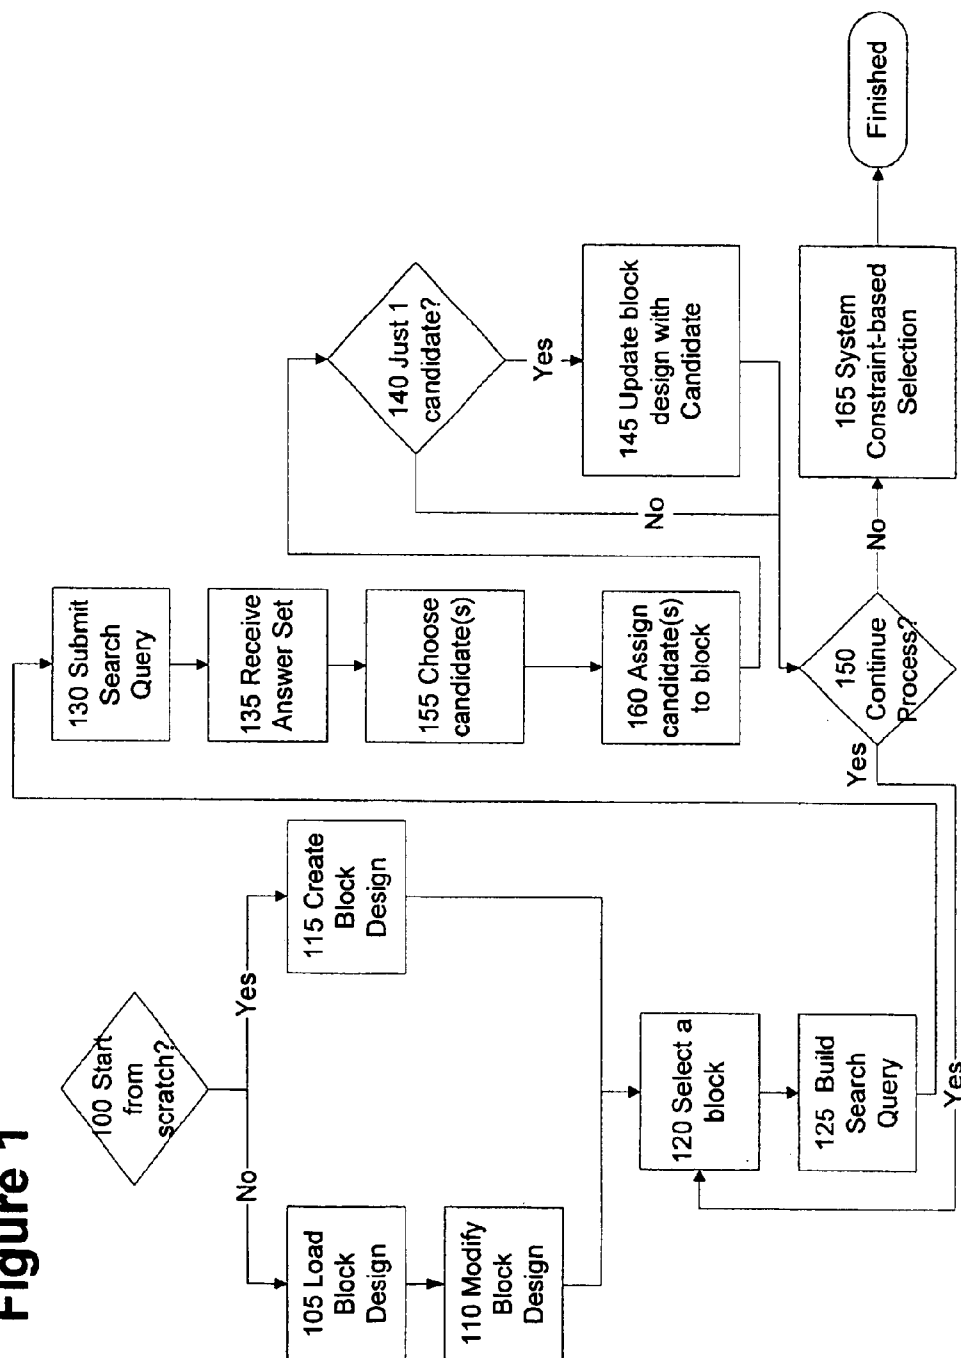 Figure 1
100 Start
from
scratch?
No
Yes
105 Load
Block
Design
110 Modify
Block
Design
115 Create
Block
Design
120 Select a
block
125 Build
Search
Query
130 Submit
Search
Query
135 Receive
Answer Set
155 Choose
candidate(s)
160 Assign
candidate(s)
to block
140 Just 1
candidate?
Yes
No
145 Update block
design with
Candidate
150
Continue
Process?
Yes
Yes
No
165 System
Constraint-based
Selection
Finished